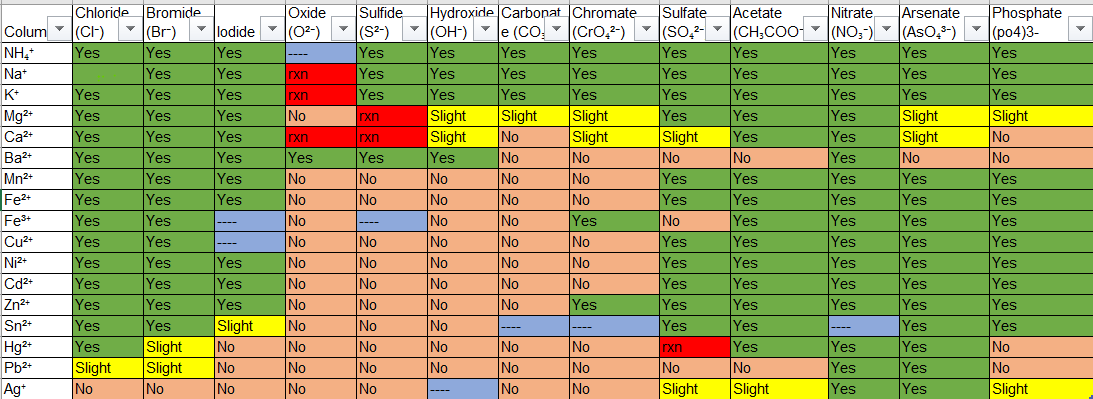 Chloride Bromide Oxide Sulfide Hydroxide Carbonat Chromate Sulfate Acetate Nitrate Arsenate Phosphate
Colum (Cl⁻) (Br⁻) Iodide (O²⁻) (S²⁻) (OH⁻) e (CO₃ (CrO₄²⁻) (SO₄²⁻ (CH₃COO⁻ (NO₃⁻) (AsO₄³⁻) (po4)3-
NH₄⁺ Yes Yes Yes ---- Yes Yes Yes Yes Yes Yes Yes Yes Yes
Na⁺ Yes Yes rxn Yes Yes Yes Yes Yes Yes Yes Yes Yes
K⁺ Yes Yes Yes rxn Yes Yes Yes Yes Yes Yes Yes Yes Yes
Mg²⁺ Yes Yes Yes No rxn Slight Slight Slight Yes Yes Yes Slight Slight
Ca²⁺ Yes Yes Yes rxn rxn Slight No Slight Slight Yes Yes Slight No
Ba²⁺ Yes Yes Yes Yes Yes Yes No No No No Yes No No
Mn²⁺ Yes Yes Yes No No No No No Yes Yes Yes Yes Yes
Fe²⁺ Yes Yes Yes No No No No No Yes Yes Yes Yes Yes
Fe³⁺ Yes Yes ---- No ---- No No Yes No Yes Yes Yes Yes
Cu²⁺ Yes Yes ---- No No No No No Yes Yes Yes Yes Yes
Ni²⁺ Yes Yes Yes No No No No No Yes Yes Yes Yes Yes
Cd²⁺ Yes Yes Yes No No No No No Yes Yes Yes Yes Yes
Zn²⁺ Yes Yes Yes No No No No Yes Yes Yes Yes Yes Yes
Sn²⁺ Yes Yes Slight No No No ---- ---- Yes Yes ---- Yes Yes
Hg²⁺ Yes Slight No No No No No No rxn Yes Yes Yes No
Pb²⁺ Slight Slight No No No No No No No No Yes Yes No
Ag⁺ No No No No No ---- No No Slight Slight Yes Yes Slight